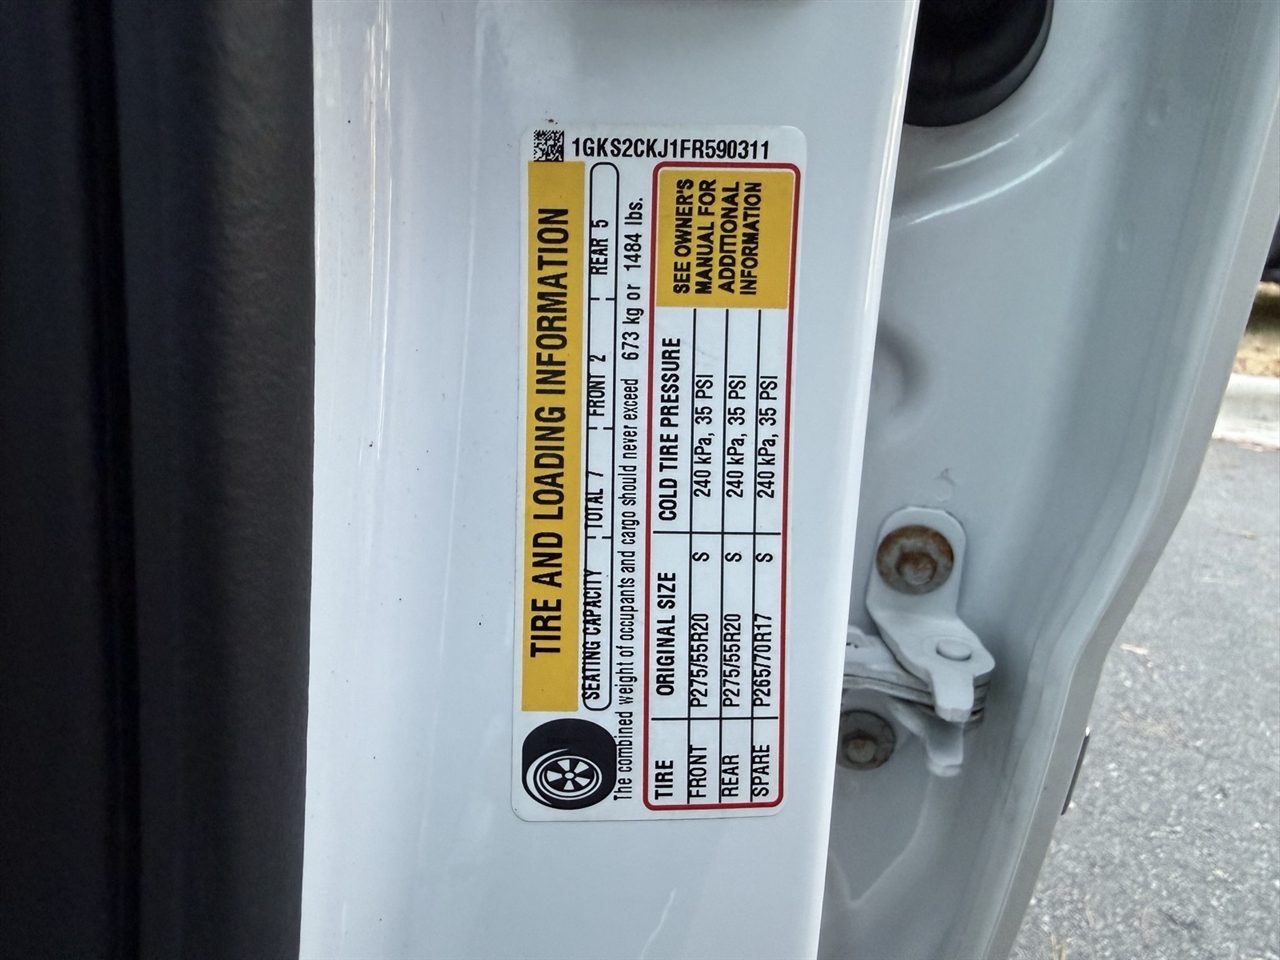 1GKS2CKJ1FR590311
TIRE AND LOADING INFORMATION
SEATING CAPACITY TOTAL 7 FRONT 2 REAR 5
The combined weight of occupants and cargo should never exceed 673 kg or 1484 lbs.
TIRE ORIGINAL SIZE COLD TIRE PRESSURE
FRONT P275/55R20 S 240 kPa, 35 PSI
REAR P275/55R20 S 240 kPa, 35 PSI
SPARE P265/70R17 S 240 kPa, 35 PSI
SEE OWNER'S
MANUAL FOR
ADDITIONAL
INFORMATION